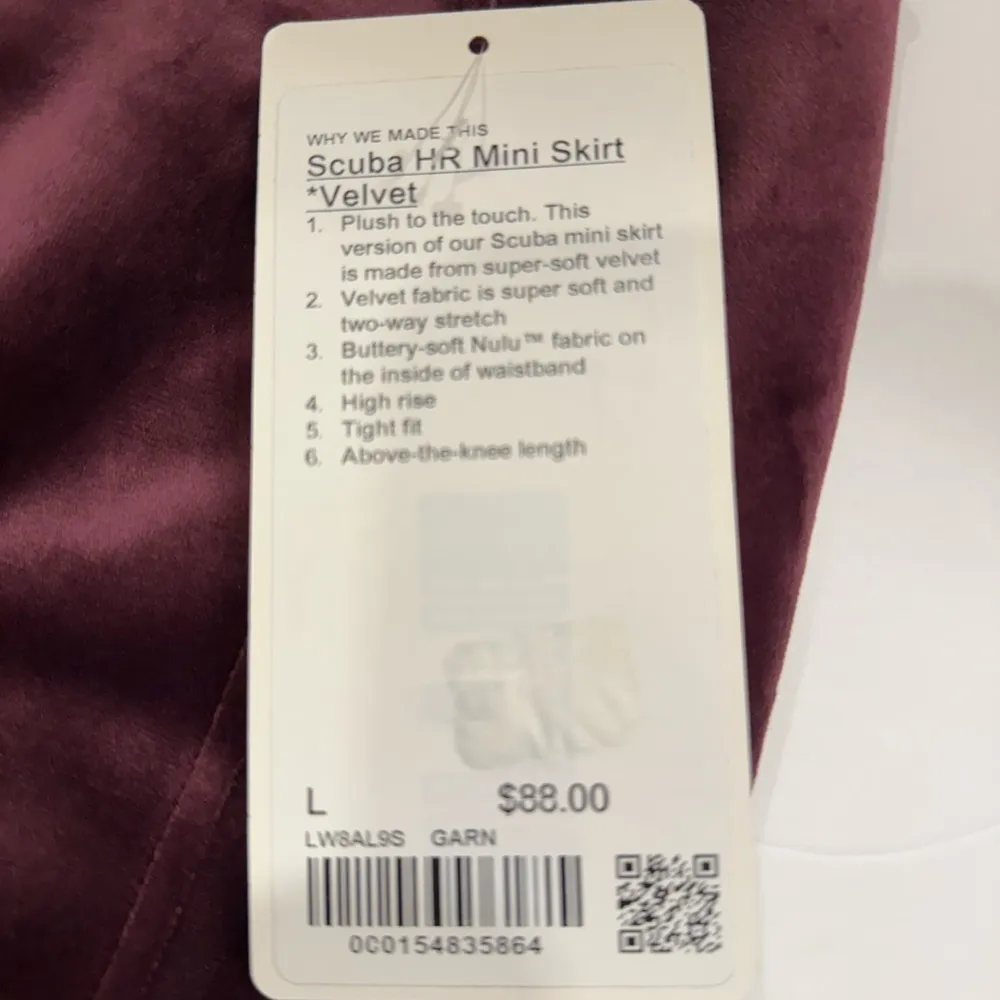 WHY WE MADE THIS
Scuba HR Mini Skirt
*Velvet
1. Plush to the touch. This
version of our Scuba mini skirt
is made from super-soft velvet
2. Velvet fabric is super soft and
two-way stretch
3. Buttery-soft Nulu™ fabric on
the inside of waistband
4. High rise
5. Tight fit
6. Above-the-knee length
L $88.00
LW8AL9S GARN
000154835864